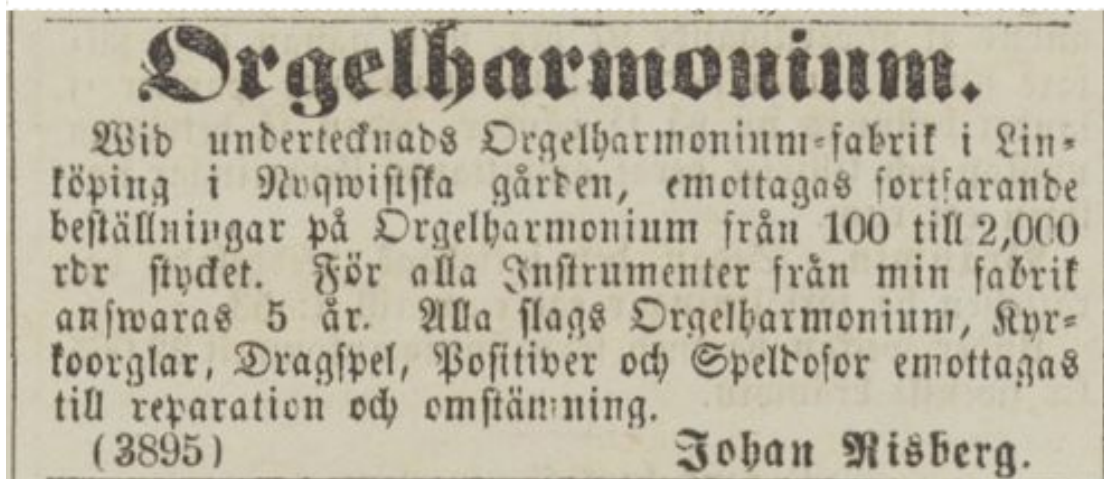 Orgelharmonium.
Wid undertecknads Orgelharmonium-fabrik i Lin-
köping i Nyqwistska gården, emottagas fortfarande
beställningar på Orgelharmonium från 100 till 2,000
rdr stycket. För alla Instrumenter från min fabrik
answaras 5 år. Alla slags Orgelharmonium, Kyr-
koorglar, Dragspel, Positiver och Speldosor emottagas
till reparation och omstämning.
(3895) Johan Risberg.